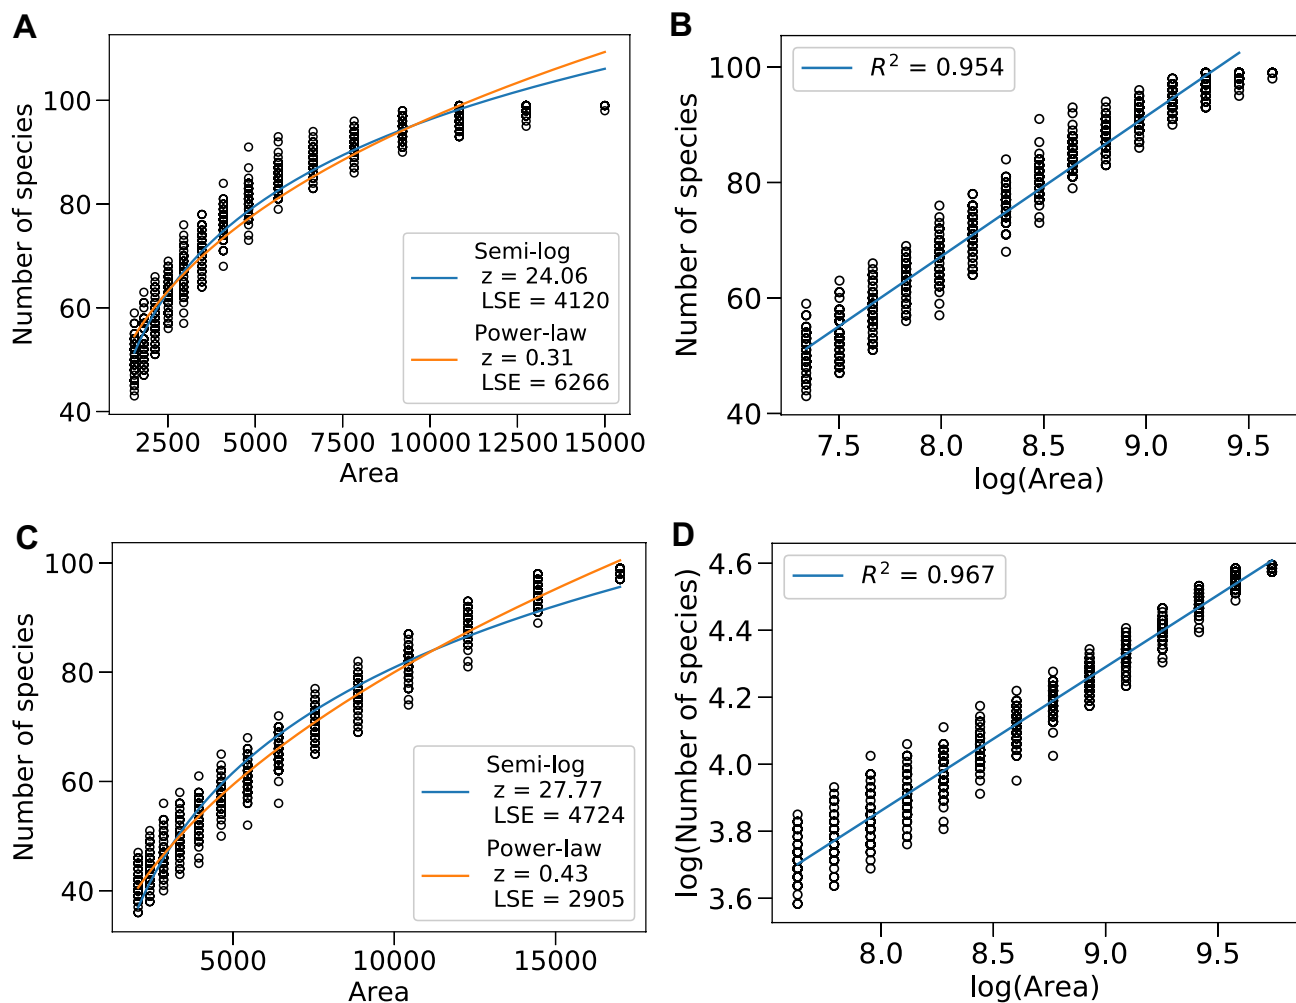 A
Number of species
100
80
60
40
2500
5000
7500
10000
12500
15000
Area
Semi-log
z = 24.06
LSE = 4120
Power-law
z = 0.31
LSE = 6266
B
Number of species
100
80
60
40
7.5
8.0
8.5
9.0
9.5
log(Area)
R² = 0.954
C
Number of species
100
80
60
40
5000
10000
15000
Area
Semi-log
z = 27.77
LSE = 4724
Power-law
z = 0.43
LSE = 2905
D
log(Number of species)
4.6
4.4
4.2
4.0
3.8
3.6
8.0
8.5
9.0
9.5
log(Area)
R² = 0.967